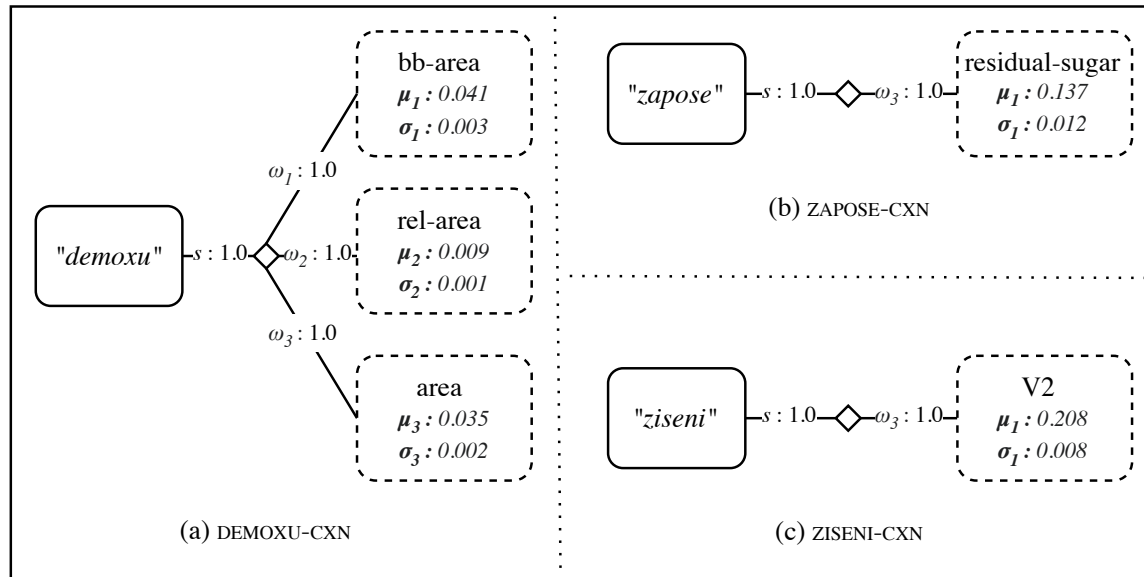 bb-area
μ1 : 0.041
σ1 : 0.003
ω1 : 1.0
"demoxu"
s : 1.0
ω2 : 1.0
rel-area
μ2 : 0.009
σ2 : 0.001
ω3 : 1.0
area
μ3 : 0.035
σ3 : 0.002
(a) DEMOXU-CXN
"zapose"
s : 1.0
ω3 : 1.0
residual-sugar
μ1 : 0.137
σ1 : 0.012
(b) ZAPOSE-CXN
"ziseni"
s : 1.0
ω3 : 1.0
V2
μ1 : 0.208
σ1 : 0.008
(c) ZISENI-CXN